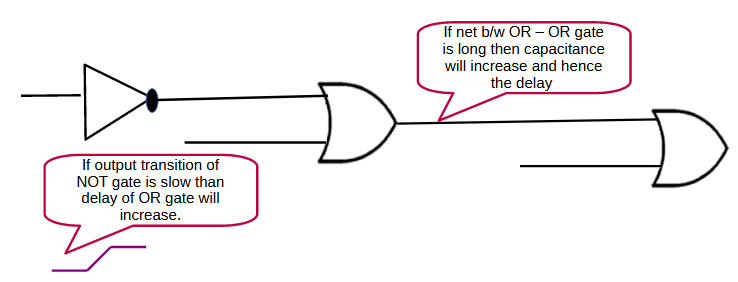 If net b/w OR – OR gate
is long then capacitance
will increase and hence
the delay
If output transition of
NOT gate is slow than
delay of OR gate will
increase.